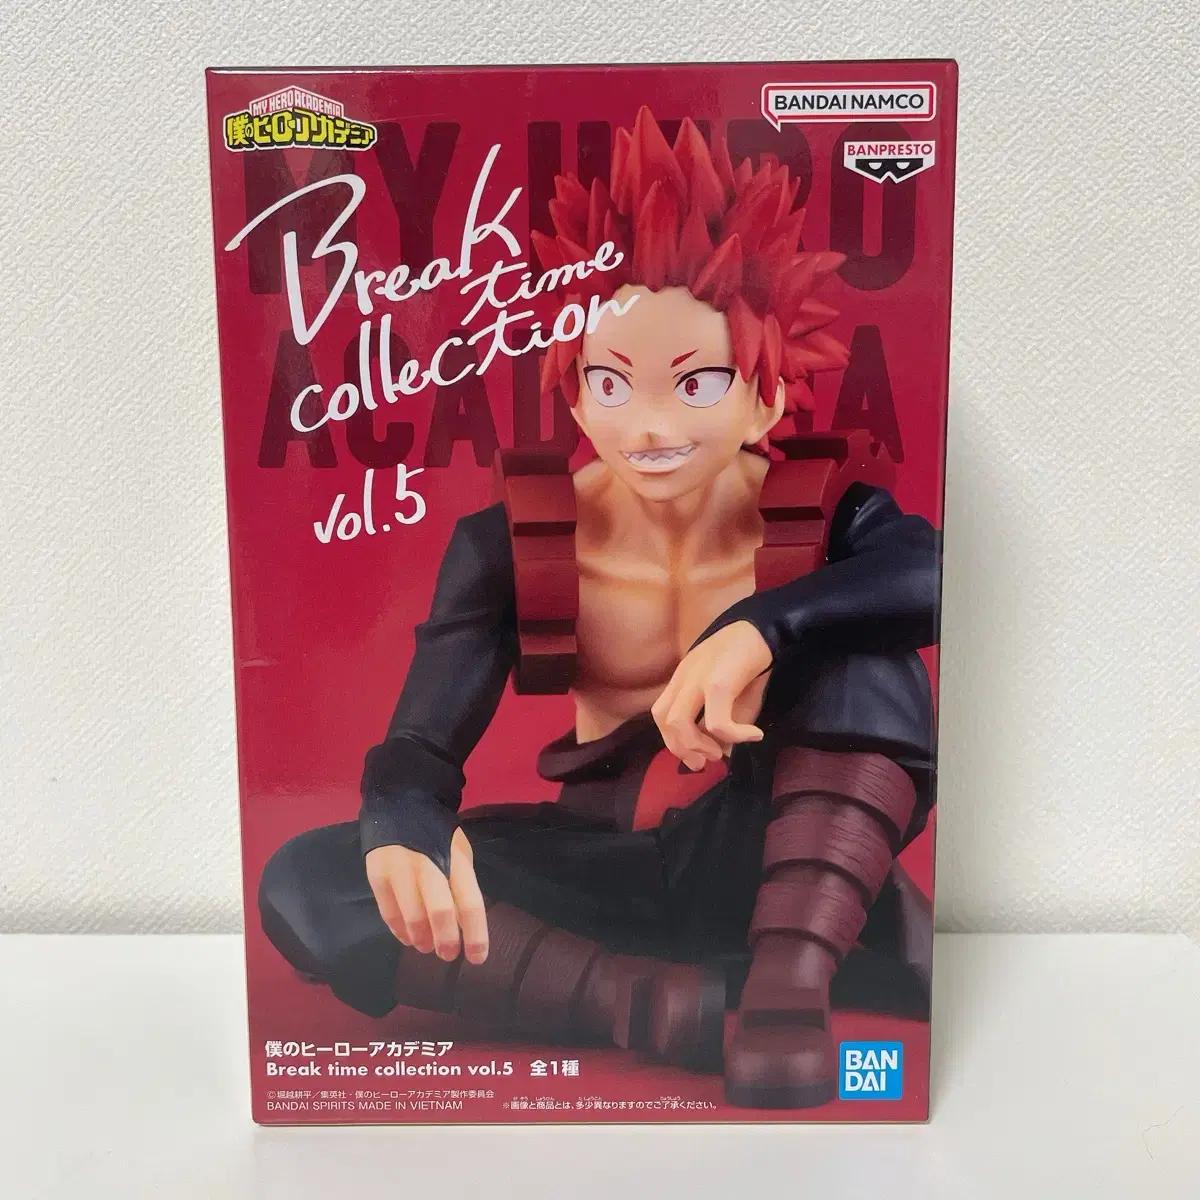 MY HERO ACADEMIA
僕のヒーローアカデミア
BANDAI NAMCO
BANPRESTO
MY HERO
ACADEMIA
Break
time
collection
vol.5
僕のヒーローアカデミア
Break time collection vol.5 全1種
©堀越耕平／集英社・僕のヒーローアカデミア製作委員会
BANDAI SPIRITS MADE IN VIETNAM
※画像と商品とは、多少異なりますのでご了承ください。
BAN
DAI